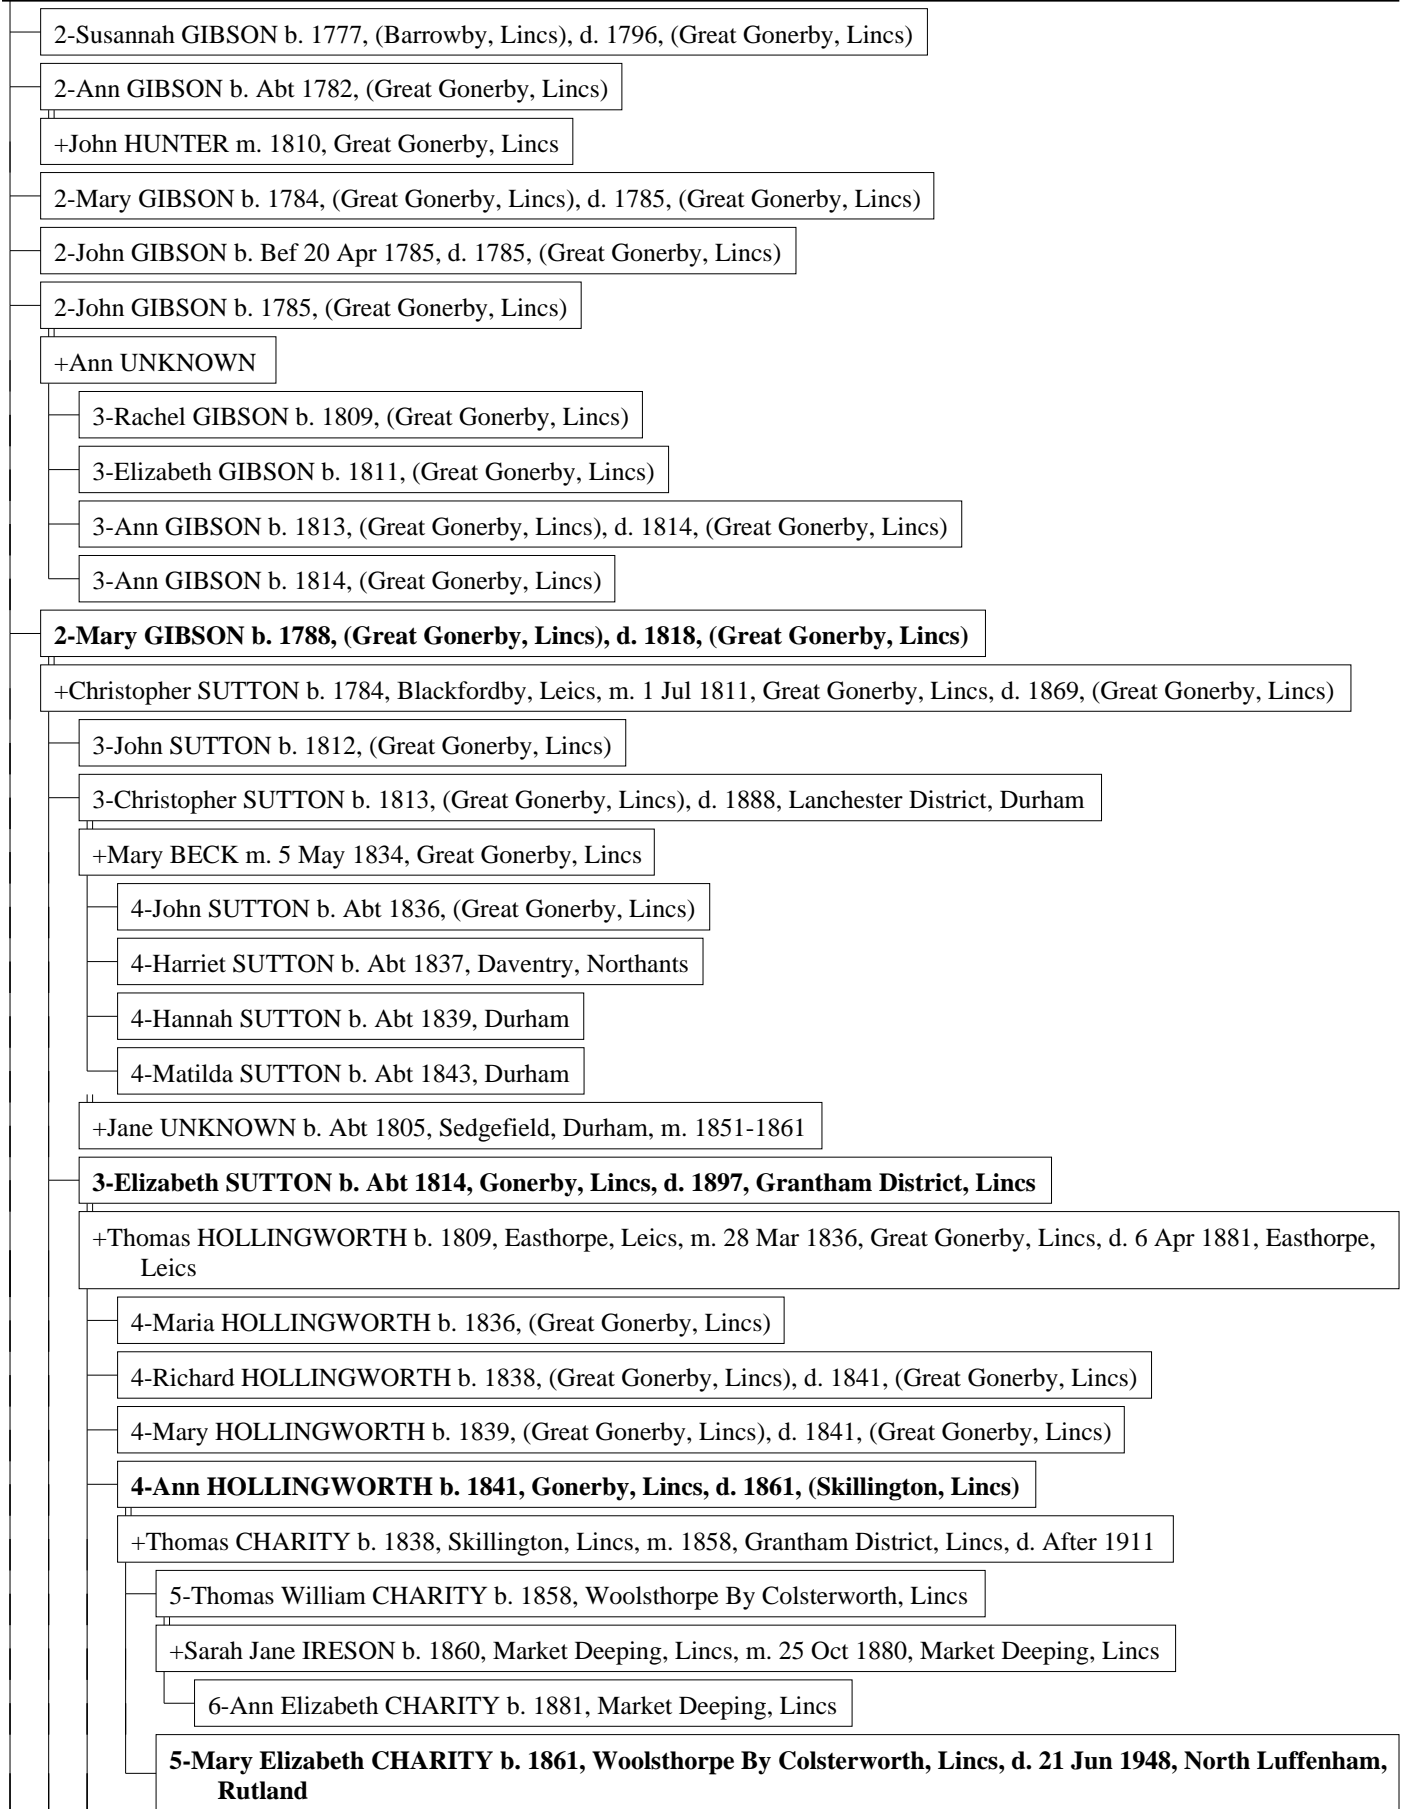 2-Susannah GIBSON b. 1777, (Barrowby, Lincs), d. 1796, (Great Gonerby, Lincs)
2-Ann GIBSON b. Abt 1782, (Great Gonerby, Lincs)
+John HUNTER m. 1810, Great Gonerby, Lincs
2-Mary GIBSON b. 1784, (Great Gonerby, Lincs), d. 1785, (Great Gonerby, Lincs)
2-John GIBSON b. Bef 20 Apr 1785, d. 1785, (Great Gonerby, Lincs)
2-John GIBSON b. 1785, (Great Gonerby, Lincs)
+Ann UNKNOWN
3-Rachel GIBSON b. 1809, (Great Gonerby, Lincs)
3-Elizabeth GIBSON b. 1811, (Great Gonerby, Lincs)
3-Ann GIBSON b. 1813, (Great Gonerby, Lincs), d. 1814, (Great Gonerby, Lincs)
3-Ann GIBSON b. 1814, (Great Gonerby, Lincs)
2-Mary GIBSON b. 1788, (Great Gonerby, Lincs), d. 1818, (Great Gonerby, Lincs)
+Christopher SUTTON b. 1784, Blackfordby, Leics, m. 1 Jul 1811, Great Gonerby, Lincs, d. 1869, (Great Gonerby, Lincs)
3-John SUTTON b. 1812, (Great Gonerby, Lincs)
3-Christopher SUTTON b. 1813, (Great Gonerby, Lincs), d. 1888, Lanchester District, Durham
+Mary BECK m. 5 May 1834, Great Gonerby, Lincs
4-John SUTTON b. Abt 1836, (Great Gonerby, Lincs)
4-Harriet SUTTON b. Abt 1837, Daventry, Northants
4-Hannah SUTTON b. Abt 1839, Durham
4-Matilda SUTTON b. Abt 1843, Durham
+Jane UNKNOWN b. Abt 1805, Sedgefield, Durham, m. 1851-1861
3-Elizabeth SUTTON b. Abt 1814, Gonerby, Lincs, d. 1897, Grantham District, Lincs
+Thomas HOLLINGWORTH b. 1809, Easthorpe, Leics, m. 28 Mar 1836, Great Gonerby, Lincs, d. 6 Apr 1881, Easthorpe,
Leics
4-Maria HOLLINGWORTH b. 1836, (Great Gonerby, Lincs)
4-Richard HOLLINGWORTH b. 1838, (Great Gonerby, Lincs), d. 1841, (Great Gonerby, Lincs)
4-Mary HOLLINGWORTH b. 1839, (Great Gonerby, Lincs), d. 1841, (Great Gonerby, Lincs)
4-Ann HOLLINGWORTH b. 1841, Gonerby, Lincs, d. 1861, (Skillington, Lincs)
+Thomas CHARITY b. 1838, Skillington, Lincs, m. 1858, Grantham District, Lincs, d. After 1911
5-Thomas William CHARITY b. 1858, Woolsthorpe By Colsterworth, Lincs
+Sarah Jane IRESON b. 1860, Market Deeping, Lincs, m. 25 Oct 1880, Market Deeping, Lincs
6-Ann Elizabeth CHARITY b. 1881, Market Deeping, Lincs
5-Mary Elizabeth CHARITY b. 1861, Woolsthorpe By Colsterworth, Lincs, d. 21 Jun 1948, North Luffenham,
Rutland